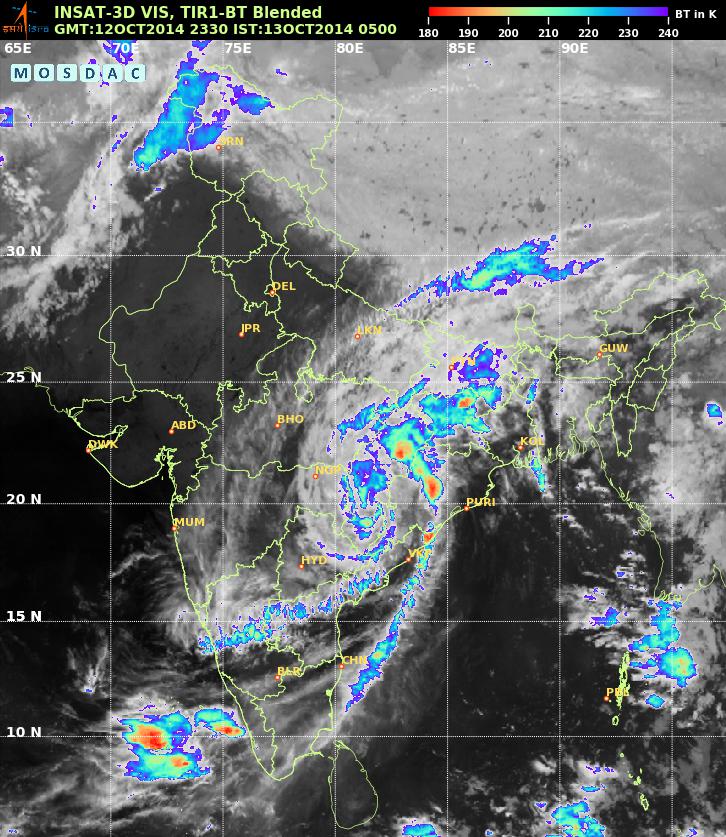 INSAT-3D VIS, TIR1-BT Blended
GMT:12OCT2014 2330 IST:13OCT2014 0500
BT in K
180 190 200 210 220 230 240
65E 70E 75E 80E 85E 90E
MOSDAC
SRN
30 N
DEL
JPR LKN
GUW
25 N
ABD BHO
DWK KOL
NGP
20 N
PURI
MUM
HYD
15 N
CHN
BLR
10 N